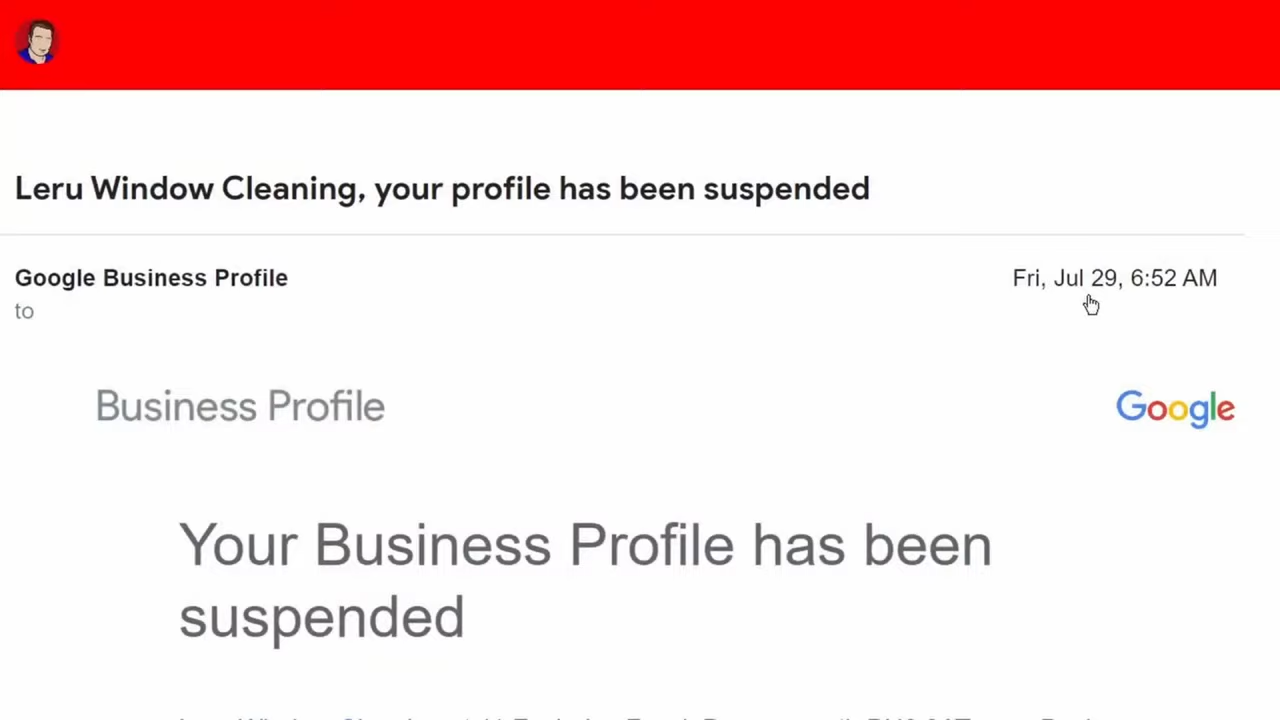 Leru Window Cleaning, your profile has been suspended
Google Business Profile
Fri, Jul 29, 6:52 AM
to
Business Profile
Google
Your Business Profile has been
suspended